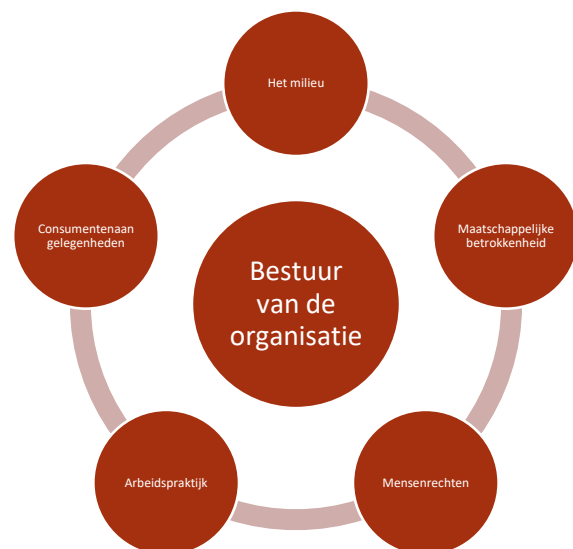 Het milieu
Maatschappelijke
betrokkenheid
Mensenrechten
Arbeidspraktijk
Consumentenaan
gelegenheden
Bestuur
van de
organisatie